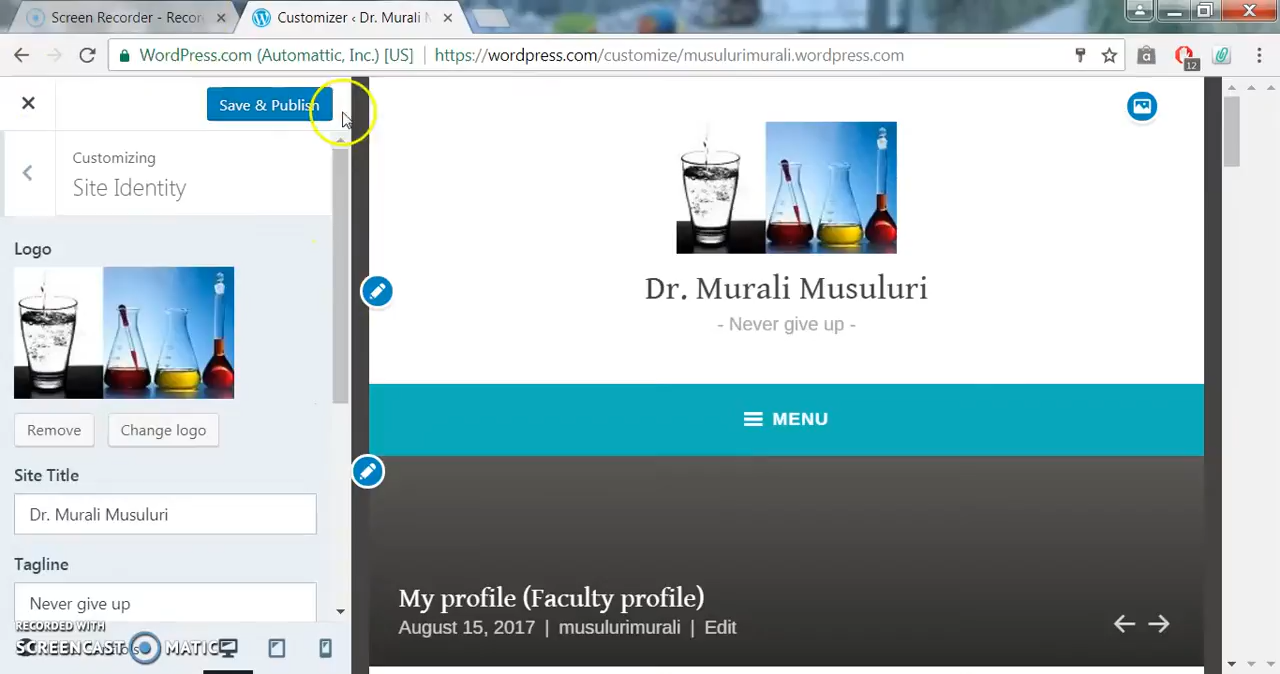 Screen Recorder - Recor
Customizer ‹ Dr. Murali M
WordPress.com (Automattic, Inc.) [US]
https://wordpress.com/customize/musulurimurali.wordpress.com
12
Save & Publish
Customizing
Site Identity
Logo
Remove
Change logo
Site Title
Dr. Murali Musuluri
Tagline
Never give up
RECORDED WITH
SCREENCAST MATIC
Dr. Murali Musuluri
- Never give up -
MENU
My profile (Faculty profile)
August 15, 2017 | musulurimurali | Edit